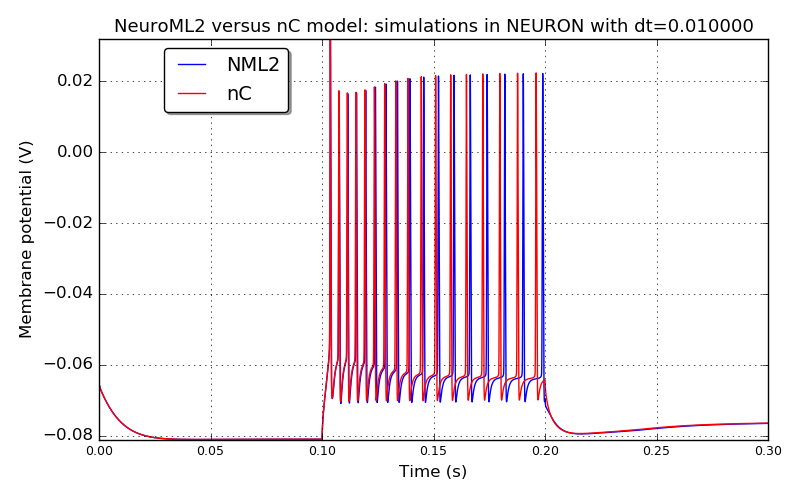 NeuroML2 versus nC model: simulations in NEURON with dt=0.010000
NML2
nC
Membrane potential (V)
0.02
0.00
−0.02
−0.04
−0.06
−0.08
0.00 0.05 0.10 0.15 0.20 0.25 0.30
Time (s)